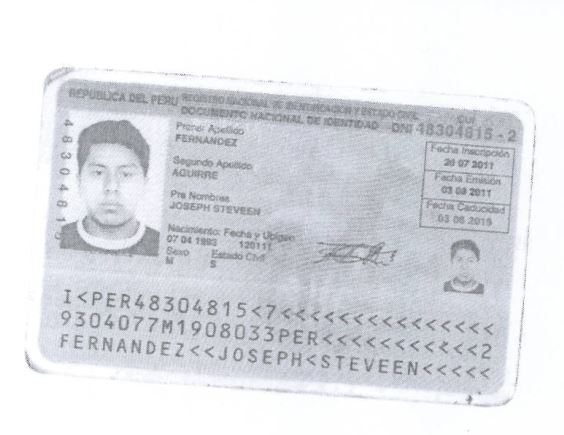 REPUBLICA DEL PERU REGISTRO NACIONAL DE IDENTIFICACION Y ESTADO CIVIL
DOCUMENTO NACIONAL DE IDENTIDAD
CUI
DNI 48304815 - 2
48304815
Primer Apellido
FERNANDEZ
Segundo Apellido
AGUIRRE
Pre Nombres
JOSEPH STEVEEN
Nacimiento: Fecha y Ubigeo
07 04 1993 120111
Sexo Estado Civil
M S
Fecha Inscripción
26 07 2011
Fecha Emisión
03 08 2011
Fecha Caducidad
03 08 2019
I<PER48304815<7<<<<<<<<<<<<<<<
9304077M1908033PER<<<<<<<<<<<2
FERNANDEZ<<JOSEPH<STEVEEN<<<<<